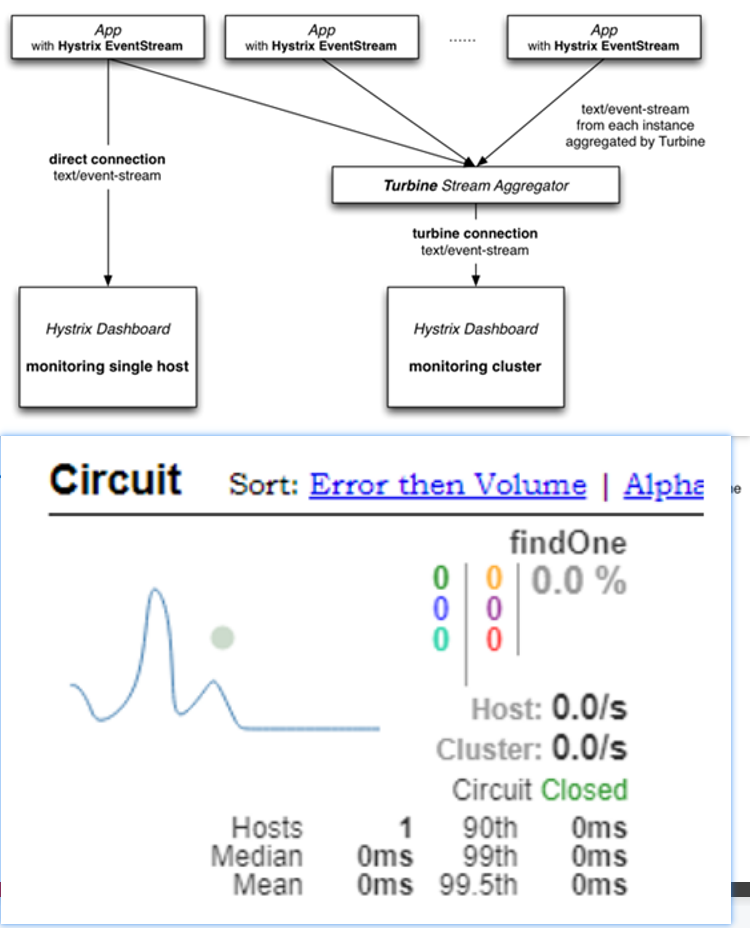 App
with Hystrix EventStream
App
with Hystrix EventStream
......
App
with Hystrix EventStream
text/event-stream
from each instance
aggregated by Turbine
direct connection
text/event-stream
Turbine Stream Aggregator
turbine connection
text/event-stream
Hystrix Dashboard
monitoring single host
Hystrix Dashboard
monitoring cluster
Circuit Sort: Error then Volume | Alpha
findOne
0 0 0.0 %
0 0
0 0
Host: 0.0/s
Cluster: 0.0/s
Circuit Closed
Hosts 1 90th 0ms
Median 0ms 99th 0ms
Mean 0ms 99.5th 0ms